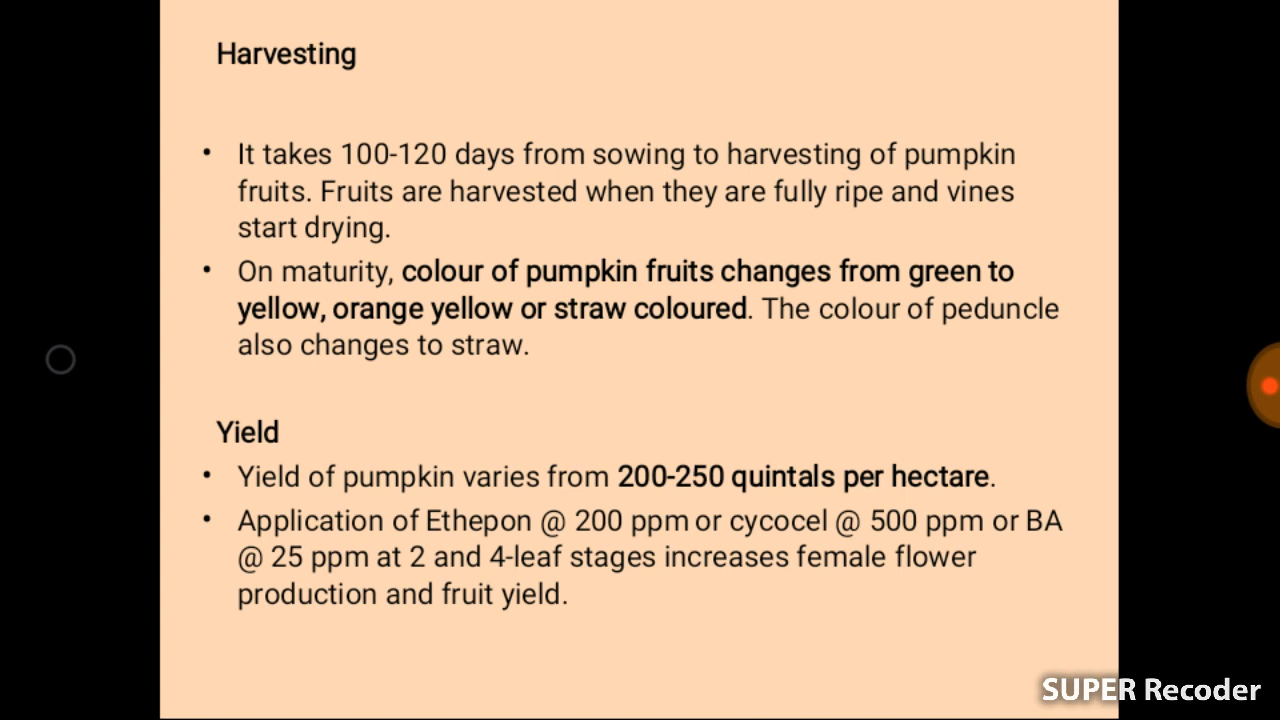 Harvesting
• It takes 100-120 days from sowing to harvesting of pumpkin
fruits. Fruits are harvested when they are fully ripe and vines
start drying.
• On maturity, colour of pumpkin fruits changes from green to
yellow, orange yellow or straw coloured. The colour of peduncle
also changes to straw.
Yield
• Yield of pumpkin varies from 200-250 quintals per hectare.
• Application of Ethepon @ 200 ppm or cycocel @ 500 ppm or BA
@ 25 ppm at 2 and 4-leaf stages increases female flower
production and fruit yield.
SUPER Recoder